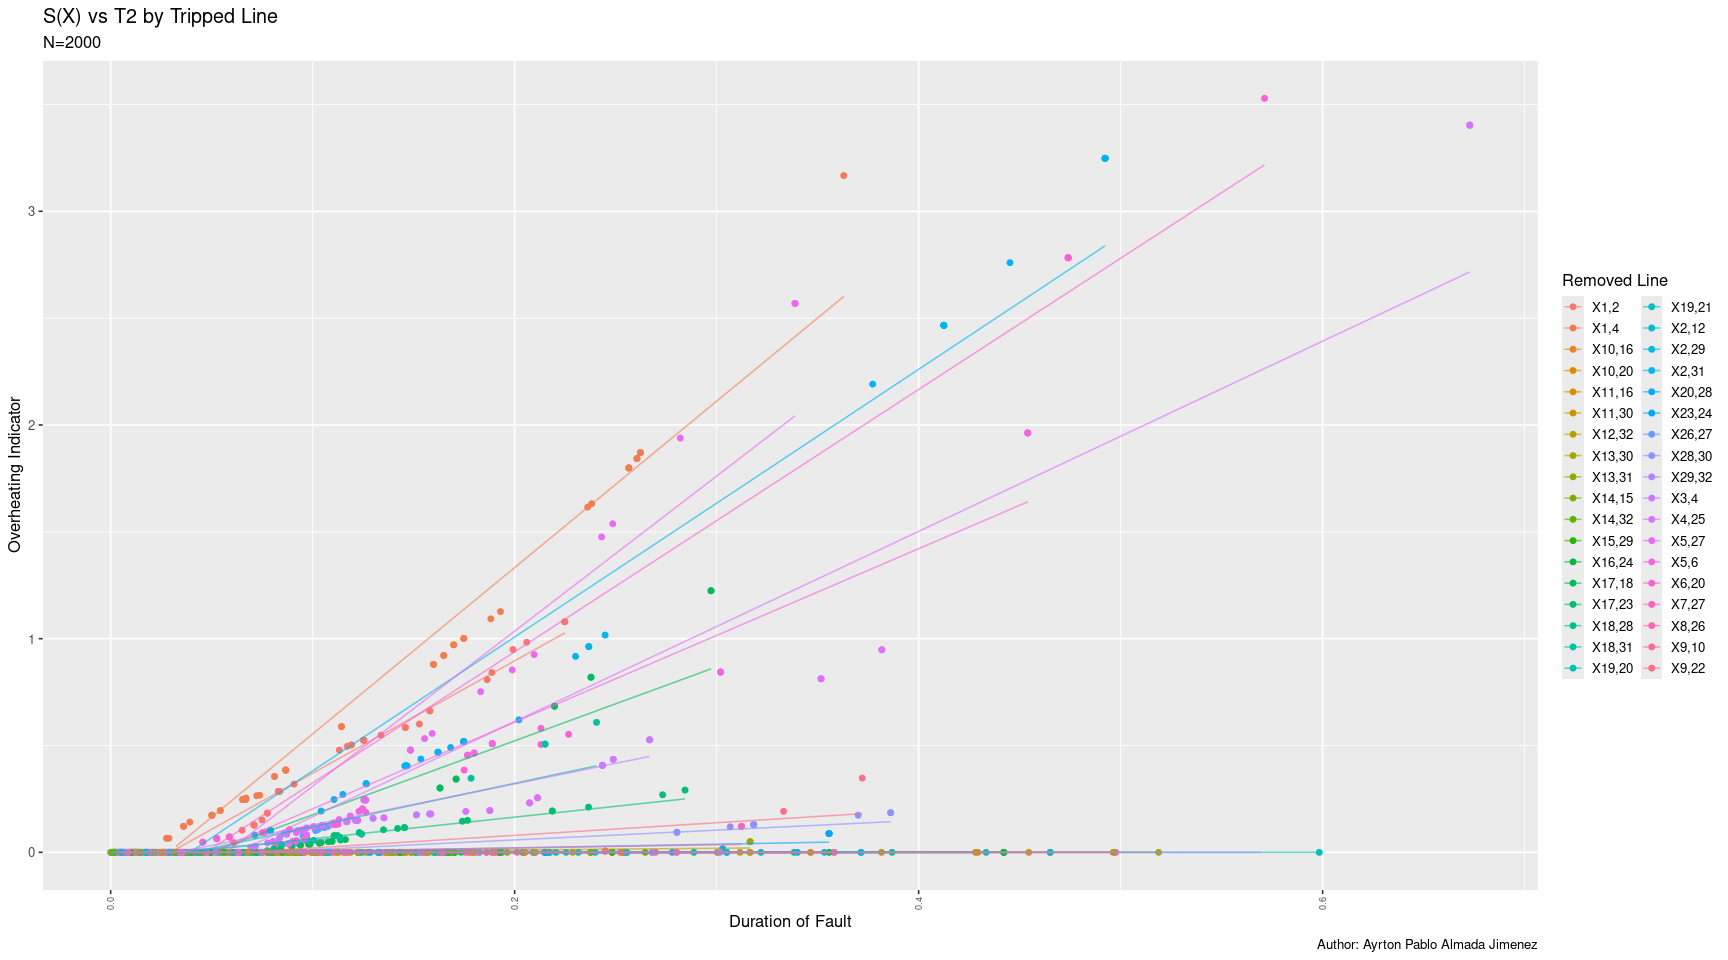 S(X) vs T2 by Tripped Line
N=2000
Overheating Indicator
3
2
1
0
0.0
0.2
0.4
0.6
Duration of Fault
Removed Line
X1,2
X1,4
X10,16
X10,20
X11,16
X11,30
X12,32
X13,30
X13,31
X14,15
X14,32
X15,29
X16,24
X17,18
X17,23
X18,28
X18,31
X19,20
X19,21
X2,12
X2,29
X2,31
X20,28
X23,24
X26,27
X28,30
X29,32
X3,4
X4,25
X5,27
X5,6
X6,20
X7,27
X8,26
X9,10
X9,22
Author: Ayrton Pablo Almada Jimenez